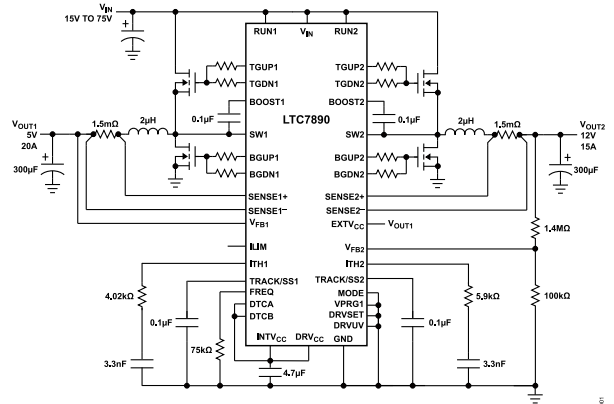 VIN
15V TO 75V
RUN1
VIN
RUN2
TGUP1
TGDN1
TGUP2
TGDN2
0.1µF
BOOST1
LTC7890
BOOST2
0.1µF
VOUT1
5V
20A
1.5mΩ
2µH
SW1
SW2
2µH
1.5mΩ
VOUT2
12V
15A
300µF
BGUP1
BGDN1
BGUP2
BGDN2
300µF
SENSE1+
SENSE1–
VFB1
SENSE2+
SENSE2–
EXTVCC
VOUT1
1.4MΩ
ILIM
VFB2
ITH1
ITH2
4.02kΩ
TRACK/SS1
FREQ
DTCA
DTCB
TRACK/SS2
MODE
VPRG1
DRVSET
DRVUV
5.9kΩ
100kΩ
0.1µF
75kΩ
INTVCC
DRVCC
GND
0.1µF
3.3nF
4.7µF
3.3nF